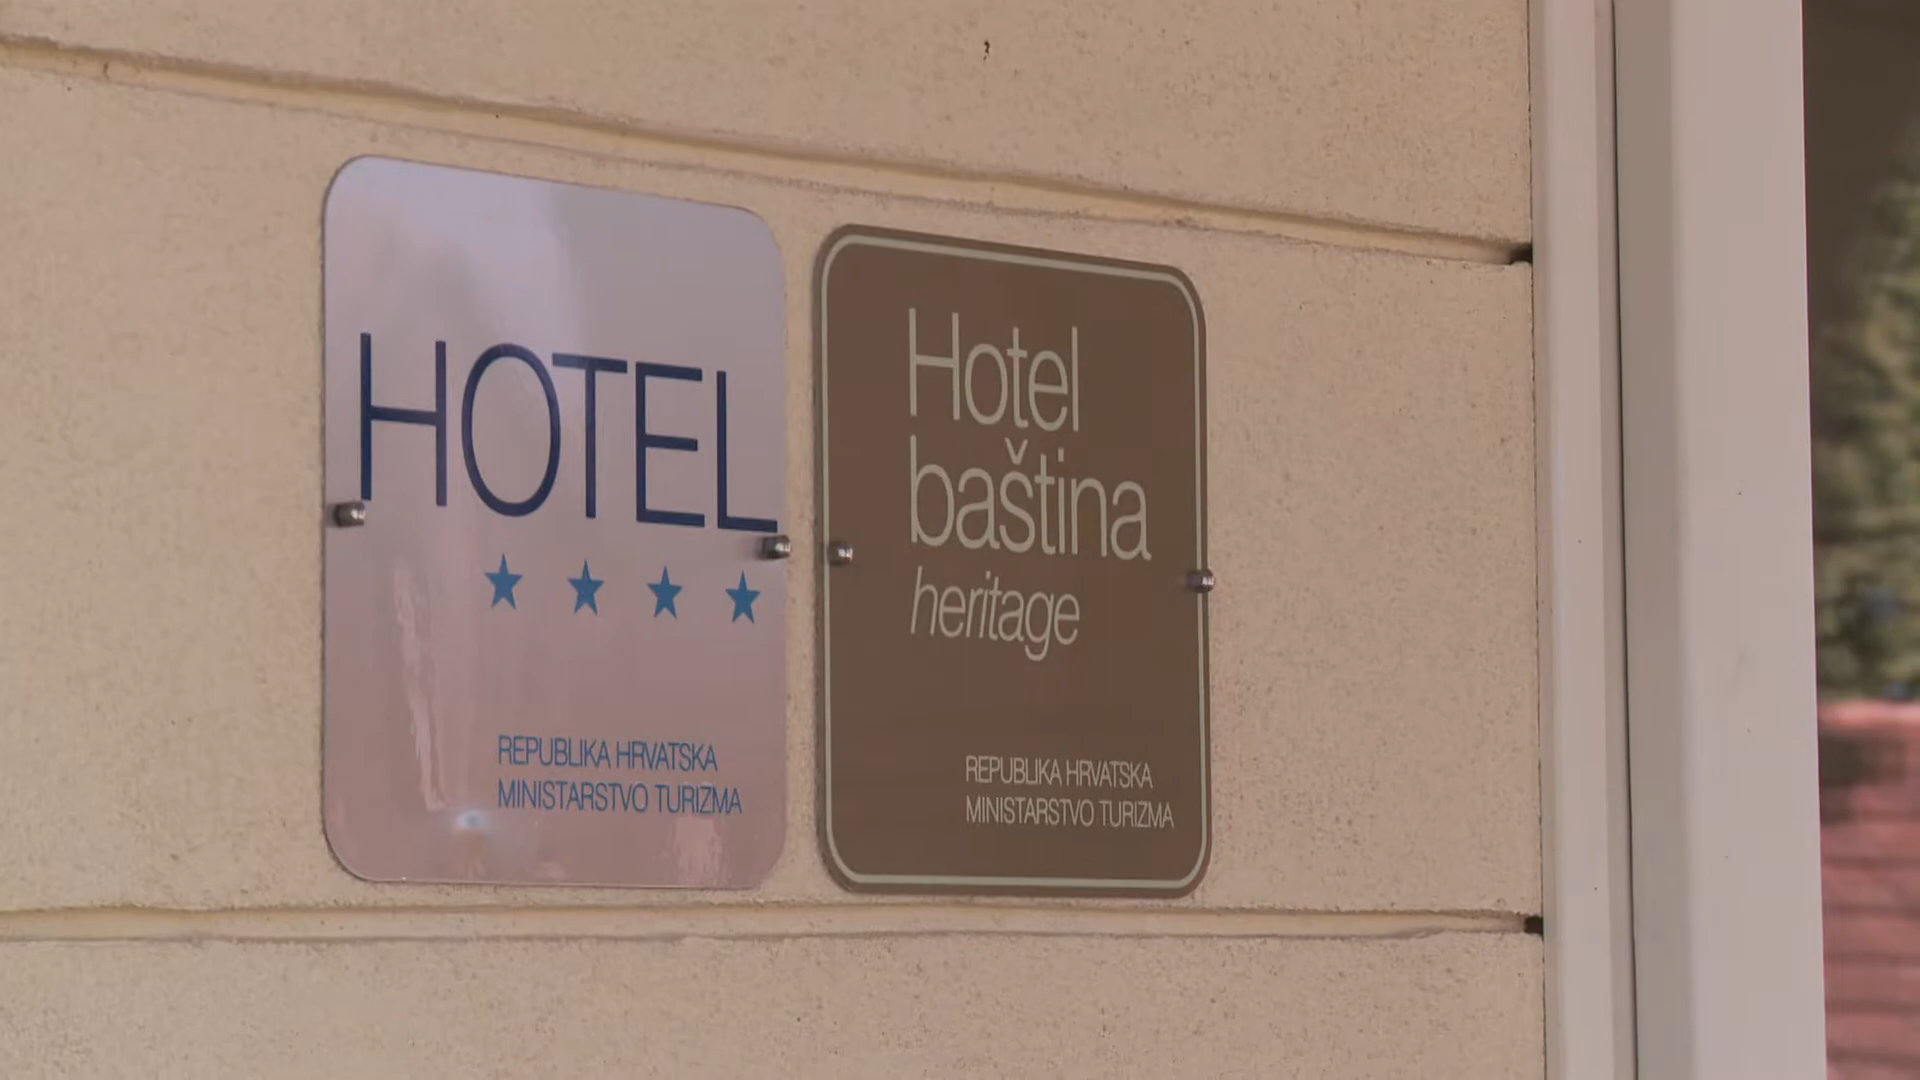 HOTEL
★ ★ ★ ★
REPUBLIKA HRVATSKA
MINISTARSTVO TURIZMA
Hotel
baština
heritage
REPUBLIKA HRVATSKA
MINISTARSTVO TURIZMA